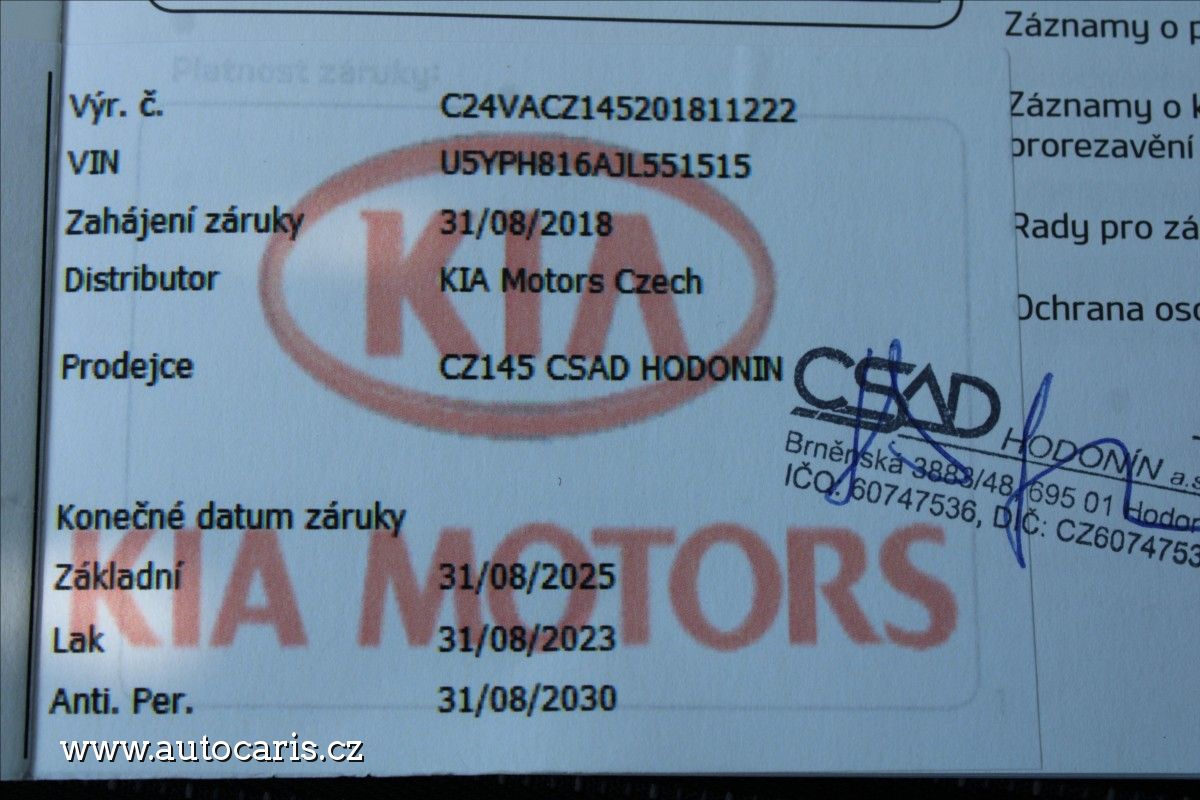 Platnost záruky:
Výr. č. C24VACZ145201811222
VIN U5YPH816AJL551515
Zahájení záruky 31/08/2018
Distributor KIA Motors Czech
Prodejce CZ145 CSAD HODONIN
Konečné datum záruky
Základní 31/08/2025
Lak 31/08/2023
Anti. Per. 31/08/2030
KIA
KIA MOTORS
CSAD
HODONÍN a.s
Brněnská 3883/48, 695 01 Hodon
IČO: 60747536, DIČ: CZ6074753
Záznamy o p
Záznamy o k
prorezavění
Rady pro zá
Ochrana oso
1
www.autocaris.cz